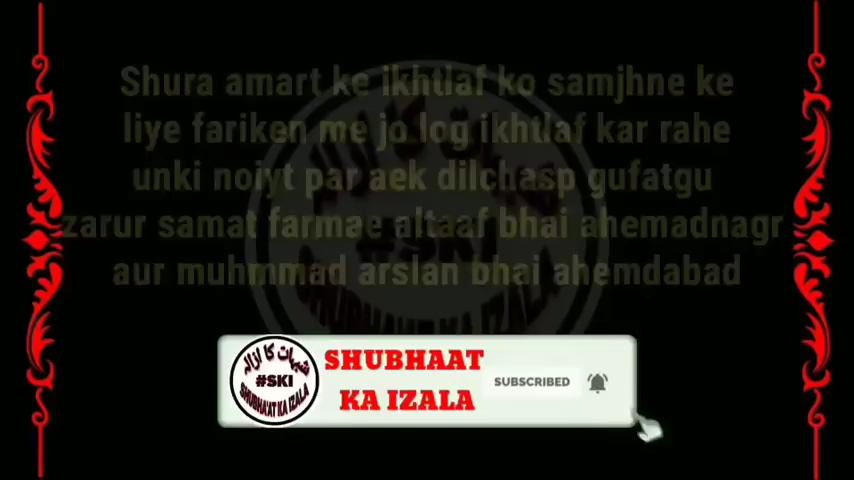 Shura amart ke ikhtlaf ko samjhne ke
liye fariken me jo log ikhtlaf kar rahe
unki noiyt par aek dilchasp gufatgu
zarur samat farmae altaaf bhai ahemadnagr
aur muhmmad arslan bhai ahemdabad
شبہات کا ازالہ
#SKI
SHUBHAAT KA IZALA
SHUBHAAT
KA IZALA
SUBSCRIBED